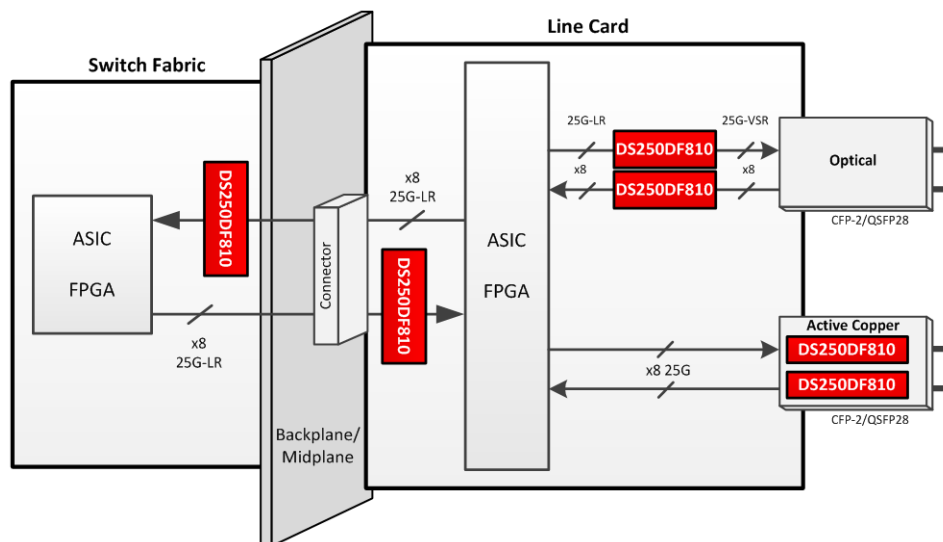 Switch Fabric
Line Card
DS250DF810
ASIC
FPGA
x8
25G-LR
Connector
Backplane/
Midplane
x8
25G-LR
DS250DF810
ASIC
FPGA
25G-LR
DS250DF810
25G-VSR
x8
DS250DF810
x8
Optical
CFP-2/QSFP28
x8 25G
Active Copper
DS250DF810
DS250DF810
CFP-2/QSFP28